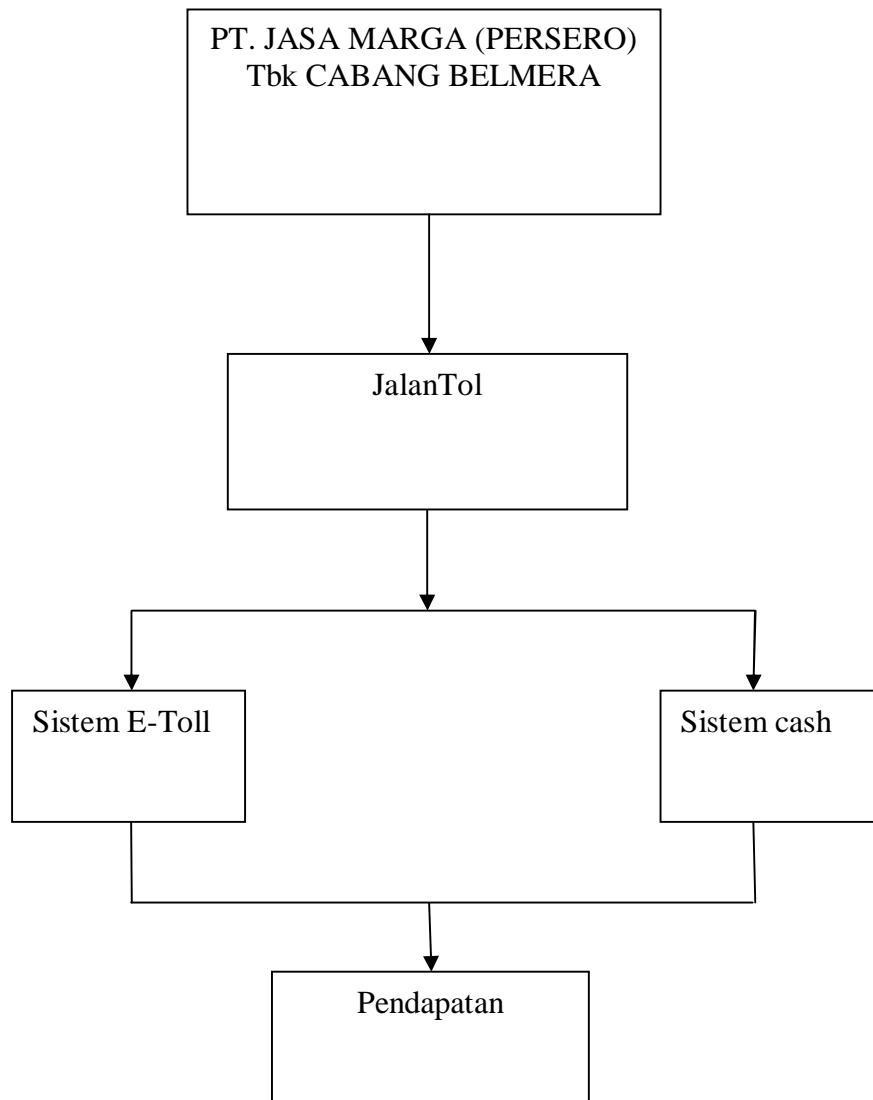 PT. JASA MARGA (PERSERO)
Tbk CABANG BELMERA
JalanTol
Sistem E-Toll
Sistem cash
Pendapatan